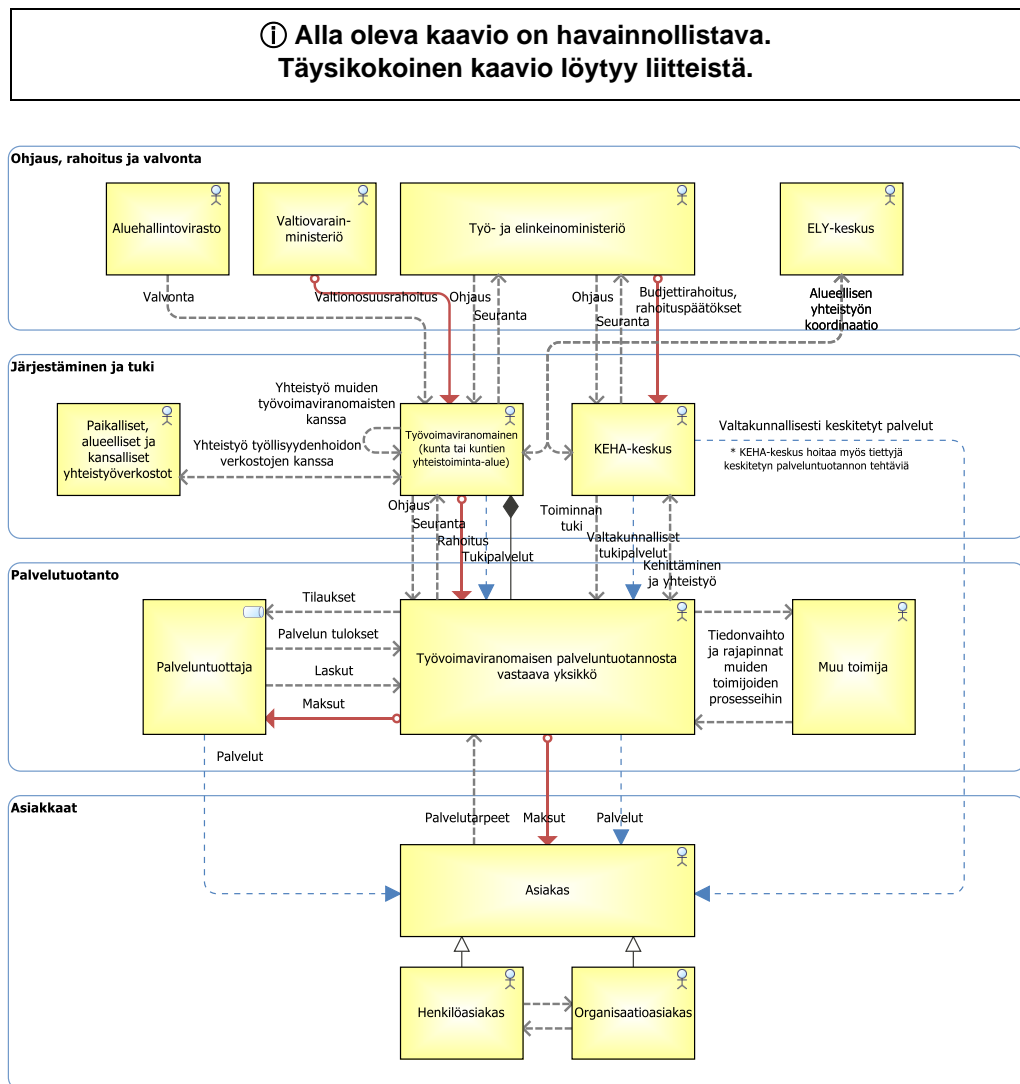 ⓘ Alla oleva kaavio on havainnollistava.
Täysikokoinen kaavio löytyy liitteistä.
Ohjaus, rahoitus ja valvonta
Aluehallintovirasto
Valtiovarain-
ministeriö
Työ- ja elinkeinoministeriö
ELY-keskus
Valvonta
Valtionosuusrahoitus
Ohjaus
Seuranta
Ohjaus
Seuranta
Budjettirahoitus,
rahoituspäätökset
Alueellisen
yhteistyön
koordinaatio
Järjestäminen ja tuki
Paikalliset,
alueelliset ja
kansalliset
yhteistyöverkostot
Yhteistyö muiden
työvoimaviranomaisten
kanssa
Yhteistyö työllisyydenhoidon
verkostojen kanssa
Työvoimaviranomainen
(kunta tai kuntien
yhteistoiminta-alue)
KEHA-keskus
Valtakunnallisesti keskitetyt palvelut
* KEHA-keskus hoitaa myös tiettyjä
keskitetyn palveluntuotannon tehtäviä
Ohjaus
Seuranta
Rahoitus
Tukipalvelut
Toiminnan
tuki
Valtakunnalliset
tukipalvelut
Kehittäminen
ja yhteistyö
Palvelutuotanto
Palveluntuottaja
Tilaukset
Palvelun tulokset
Laskut
Maksut
Työvoimaviranomaisen palveluntuotannosta
vastaava yksikkö
Tiedonvaihto
ja rajapinnat
muiden
toimijoiden
prosesseihin
Muu toimija
Palvelut
Asiakkaat
Palvelutarpeet
Maksut
Palvelut
Asiakas
Henkilöasiakas
Organisaatioasiakas